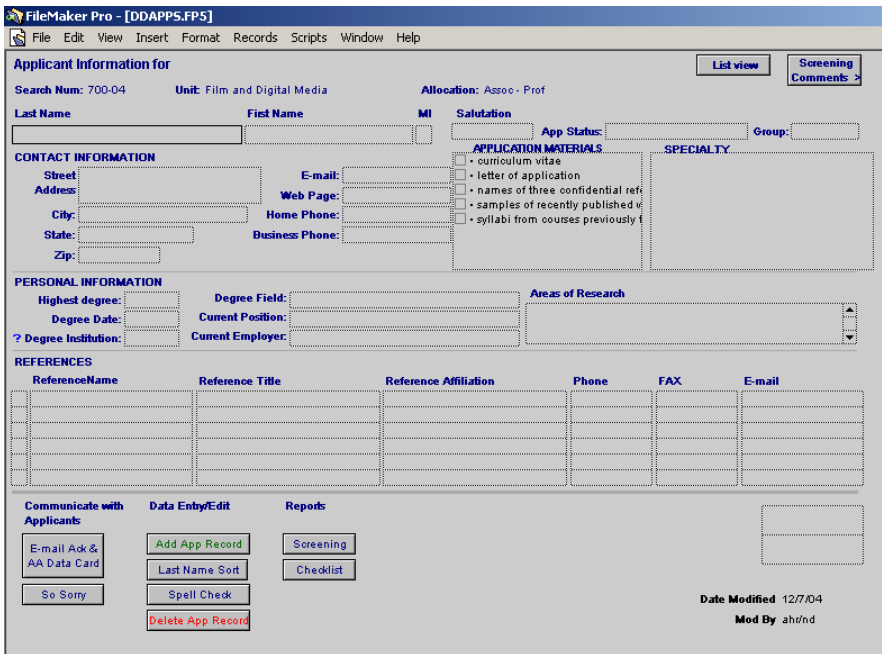 FileMaker Pro - [DDAPPS.FP5]
File Edit View Insert Format Records Scripts Window Help
Applicant Information for
List view
Screening
Comments >
Search Num: 700-04 Unit: Film and Digital Media Allocation: Assoc - Prof
Last Name First Name MI Salutation
App Status: Group:
CONTACT INFORMATION
APPLICATION MATERIALS
SPECIALTY
Street
Address
City:
State:
Zip:
E-mail:
Web Page:
Home Phone:
Business Phone:
• curriculum vitae
• letter of application
• names of three confidential refe
• samples of recently published
• syllabi from courses previously
PERSONAL INFORMATION
Highest degree: Degree Field: Areas of Research
Degree Date: Current Position:
? Degree Institution: Current Employer:
REFERENCES
ReferenceName Reference Title Reference Affiliation Phone FAX E-mail
Communicate with
Applicants
Data Entry/Edit
Reports
E-mail Ack &
AA Data Card
So Sorry
Add App Record
Last Name Sort
Spell Check
Delete App Record
Screening
Checklist
Date Modified 12/7/04
Mod By ahr/nd